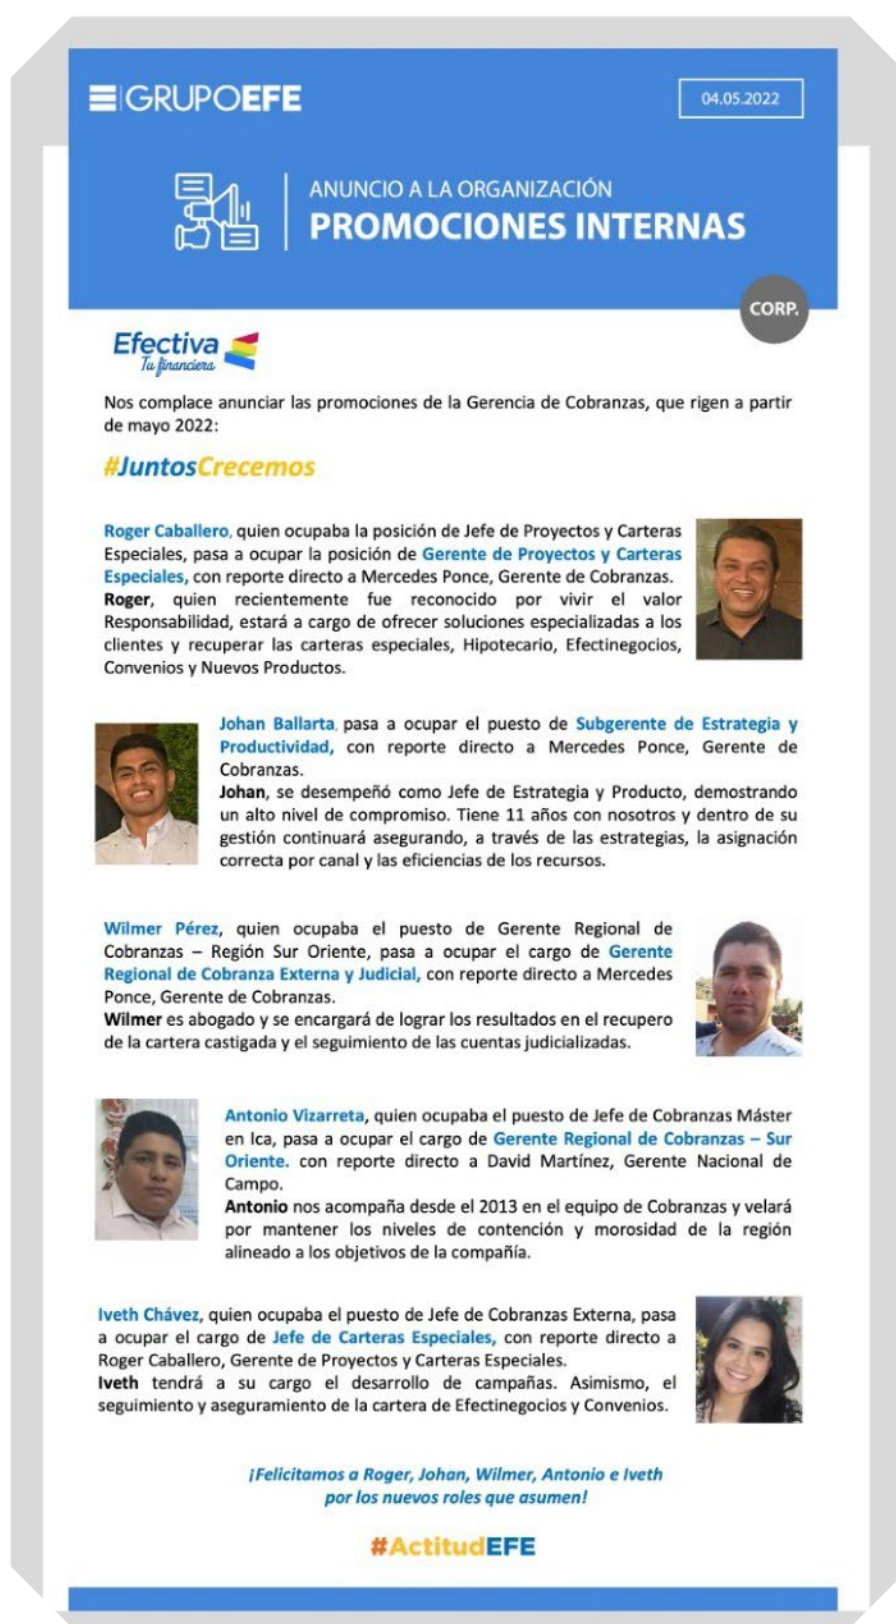 GRUPOEFE
04.05.2022
ANUNCIO A LA ORGANIZACIÓN
PROMOCIONES INTERNAS
CORP.
Efectiva
Tu financiera
Nos complace anunciar las promociones de la Gerencia de Cobranzas, que rigen a partir
de mayo 2022:
#JuntosCrecemos
Roger Caballero, quien ocupaba la posición de Jefe de Proyectos y Carteras
Especiales, pasa a ocupar la posición de Gerente de Proyectos y Carteras
Especiales, con reporte directo a Mercedes Ponce, Gerente de Cobranzas.
Roger, quien recientemente fue reconocido por vivir el valor
Responsabilidad, estará a cargo de ofrecer soluciones especializadas a los
clientes y recuperar las carteras especiales, Hipotecario, Efectinegocios,
Convenios y Nuevos Productos.
Johan Ballarta, pasa a ocupar el puesto de Subgerente de Estrategia y
Productividad, con reporte directo a Mercedes Ponce, Gerente de
Cobranzas.
Johan, se desempeñó como Jefe de Estrategia y Producto, demostrando
un alto nivel de compromiso. Tiene 11 años con nosotros y dentro de su
gestión continuará asegurando, a través de las estrategias, la asignación
correcta por canal y las eficiencias de los recursos.
Wilmer Pérez, quien ocupaba el puesto de Gerente Regional de
Cobranzas – Región Sur Oriente, pasa a ocupar el cargo de Gerente
Regional de Cobranza Externa y Judicial, con reporte directo a Mercedes
Ponce, Gerente de Cobranzas.
Wilmer es abogado y se encargará de lograr los resultados en el recupero
de la cartera castigada y el seguimiento de las cuentas judicializadas.
Antonio Vizarreta, quien ocupaba el puesto de Jefe de Cobranzas Máster
en Ica, pasa a ocupar el cargo de Gerente Regional de Cobranzas – Sur
Oriente. con reporte directo a David Martínez, Gerente Nacional de
Campo.
Antonio nos acompaña desde el 2013 en el equipo de Cobranzas y velará
por mantener los niveles de contención y morosidad de la región
alineado a los objetivos de la compañía.
Iveth Chávez, quien ocupaba el puesto de Jefe de Cobranzas Externa, pasa
a ocupar el cargo de Jefe de Carteras Especiales, con reporte directo a
Roger Caballero, Gerente de Proyectos y Carteras Especiales.
Iveth tendrá a su cargo el desarrollo de campañas. Asimismo, el
seguimiento y aseguramiento de la cartera de Efectinegocios y Convenios.
¡Felicitamos a Roger, Johan, Wilmer, Antonio e Iveth
por los nuevos roles que asumen!
#ActitudEFE